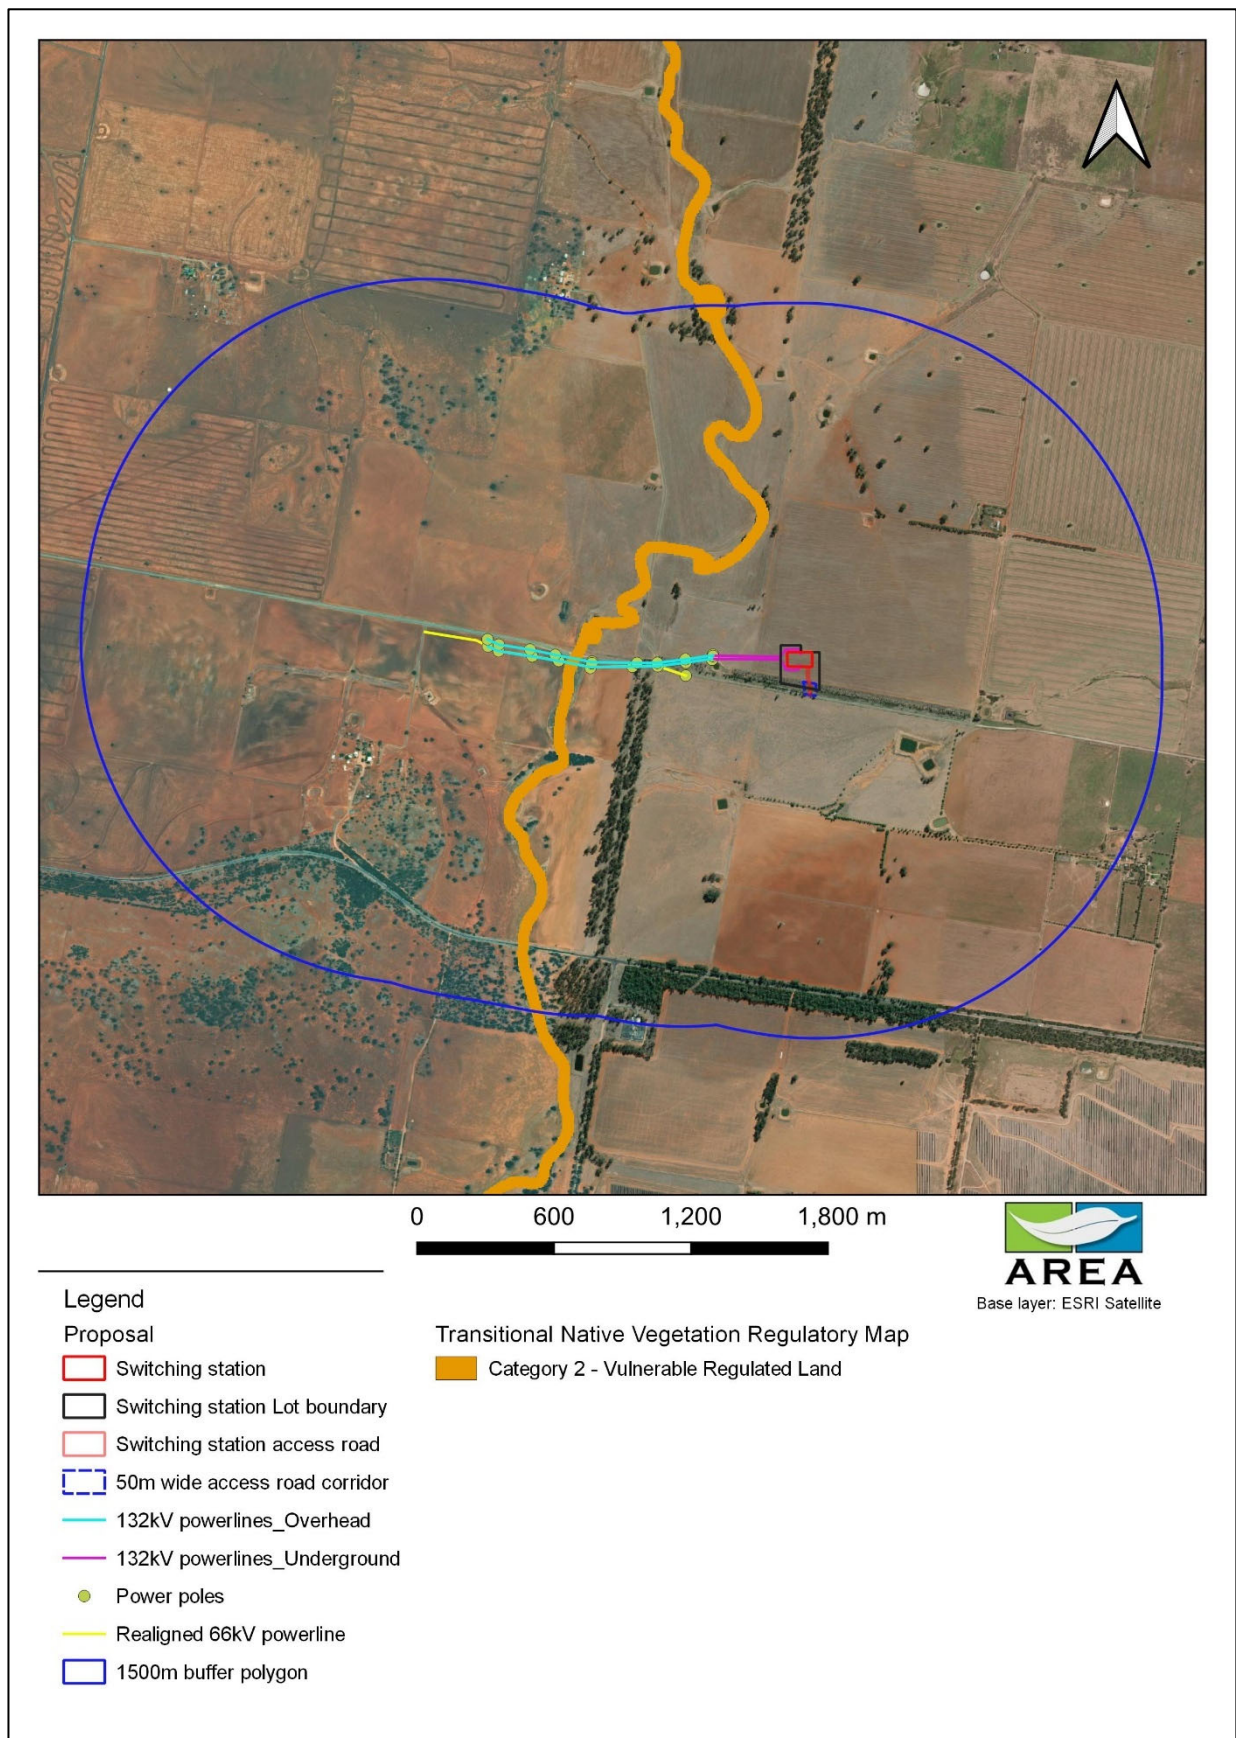 0 600 1,200 1,800 m
AREA
Base layer: ESRI Satellite
Legend
Proposal
Switching station
Switching station Lot boundary
Switching station access road
50m wide access road corridor
132kV powerlines_Overhead
132kV powerlines_Underground
Power poles
Realigned 66kV powerline
1500m buffer polygon
Transitional Native Vegetation Regulatory Map
Category 2 - Vulnerable Regulated Land